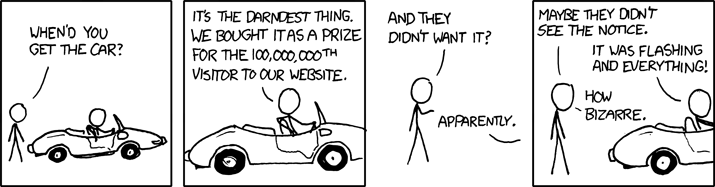 WHEN'D YOU
GET THE CAR?
IT'S THE DARNDEST THING.
WE BOUGHT IT AS A PRIZE
FOR THE 100,000,000TH
VISITOR TO OUR WEBSITE.
AND THEY
DIDN'T WANT IT?
APPARENTLY.
MAYBE THEY DIDN'T
SEE THE NOTICE.
IT WAS FLASHING
AND EVERYTHING!
HOW
BIZARRE.